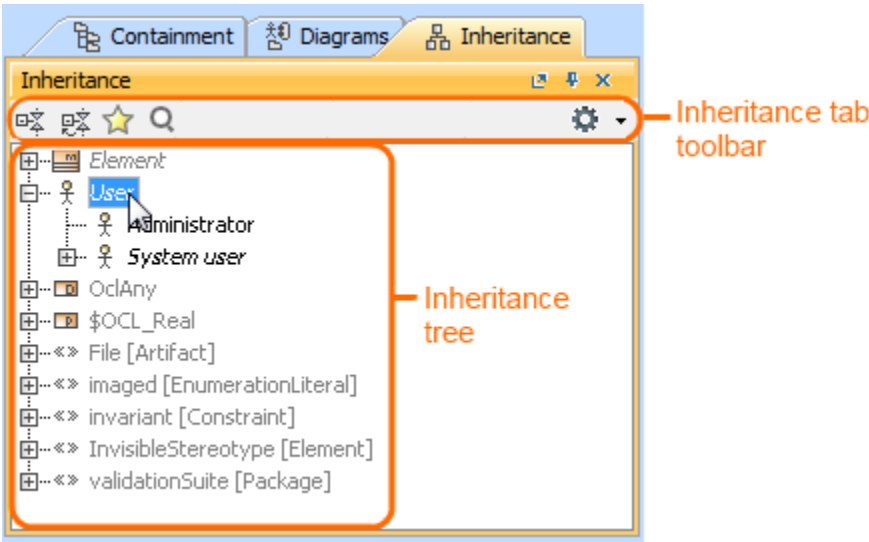 Containment
Diagrams
Inheritance
Inheritance
Inheritance tab
toolbar
Element
User
Administrator
System user
OclAny
$OCL_Real
File [Artifact]
imaged [EnumerationLiteral]
invariant [Constraint]
InvisibleStereotype [Element]
validationSuite [Package]
Inheritance
tree